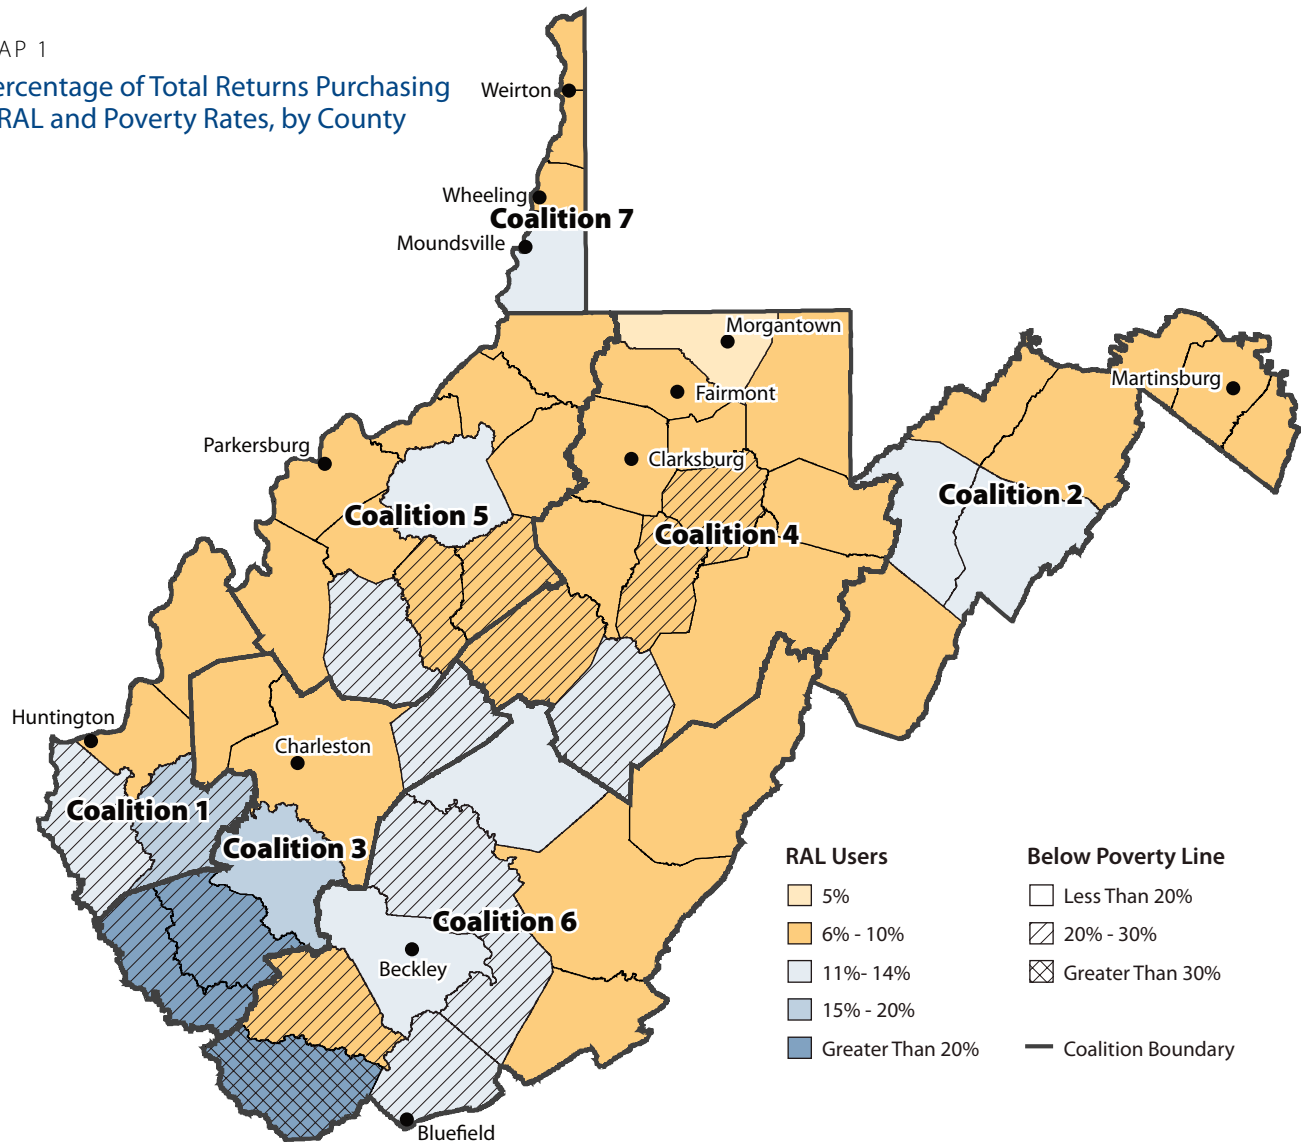 AP 1
ercentage of Total Returns Purchasing
RAL and Poverty Rates, by County
Weirton
Wheeling
Coalition 7
Moundsville
Morgantown
Martinsburg
Fairmont
Parkersburg
Clarksburg
Coalition 2
Coalition 5
Coalition 4
Huntington
Charleston
Coalition 1
Coalition 3
Coalition 6
Beckley
Bluefield
RAL Users
5%
6% - 10%
11%- 14%
15% - 20%
Greater Than 20%
Below Poverty Line
Less Than 20%
20% - 30%
Greater Than 30%
Coalition Boundary